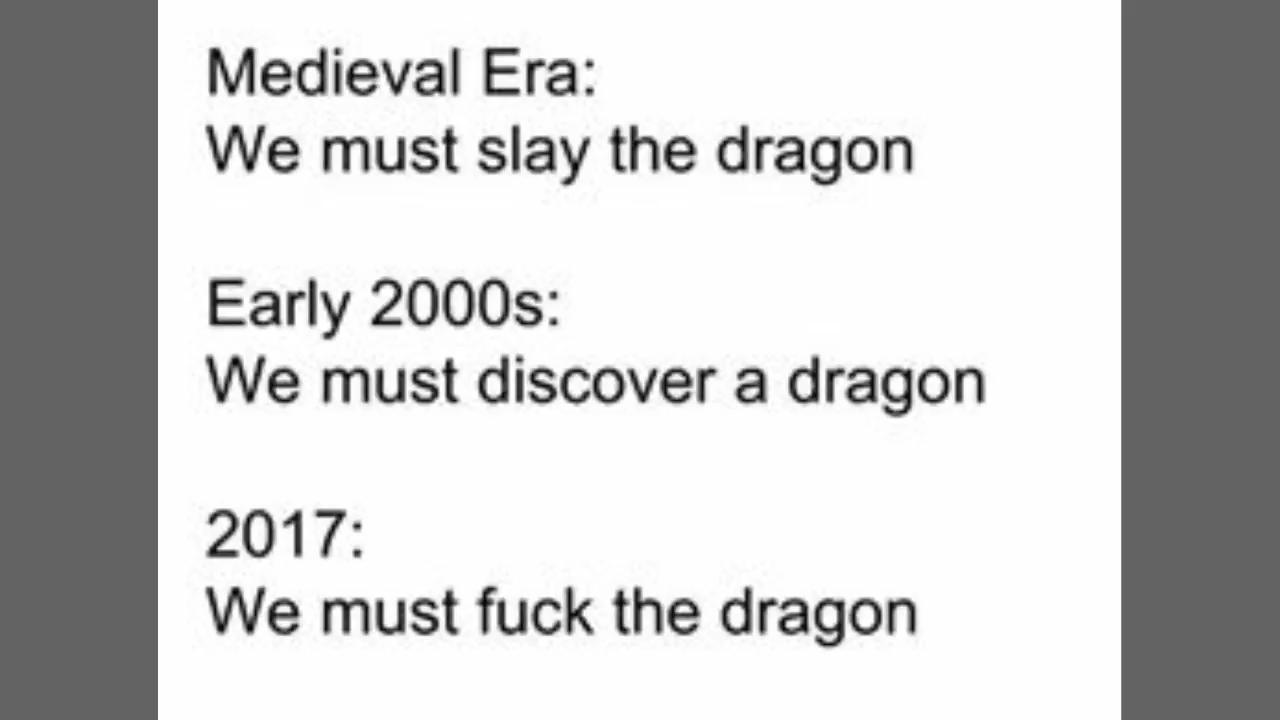 Medieval Era:
We must slay the dragon
Early 2000s:
We must discover a dragon
2017:
We must fuck the dragon